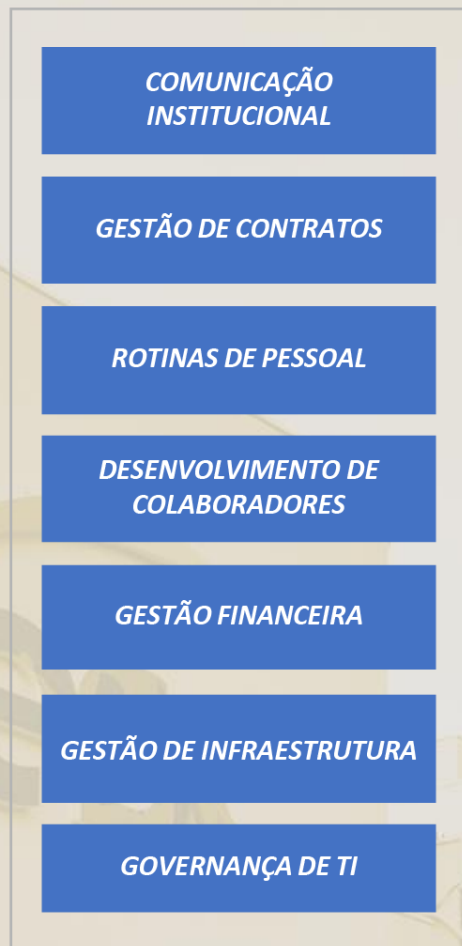 COMUNICAÇÃO
INSTITUCIONAL
GESTÃO DE CONTRATOS
ROTINAS DE PESSOAL
DESENVOLVIMENTO DE
COLABORADORES
GESTÃO FINANCEIRA
GESTÃO DE INFRAESTRUTURA
GOVERNANÇA DE TI